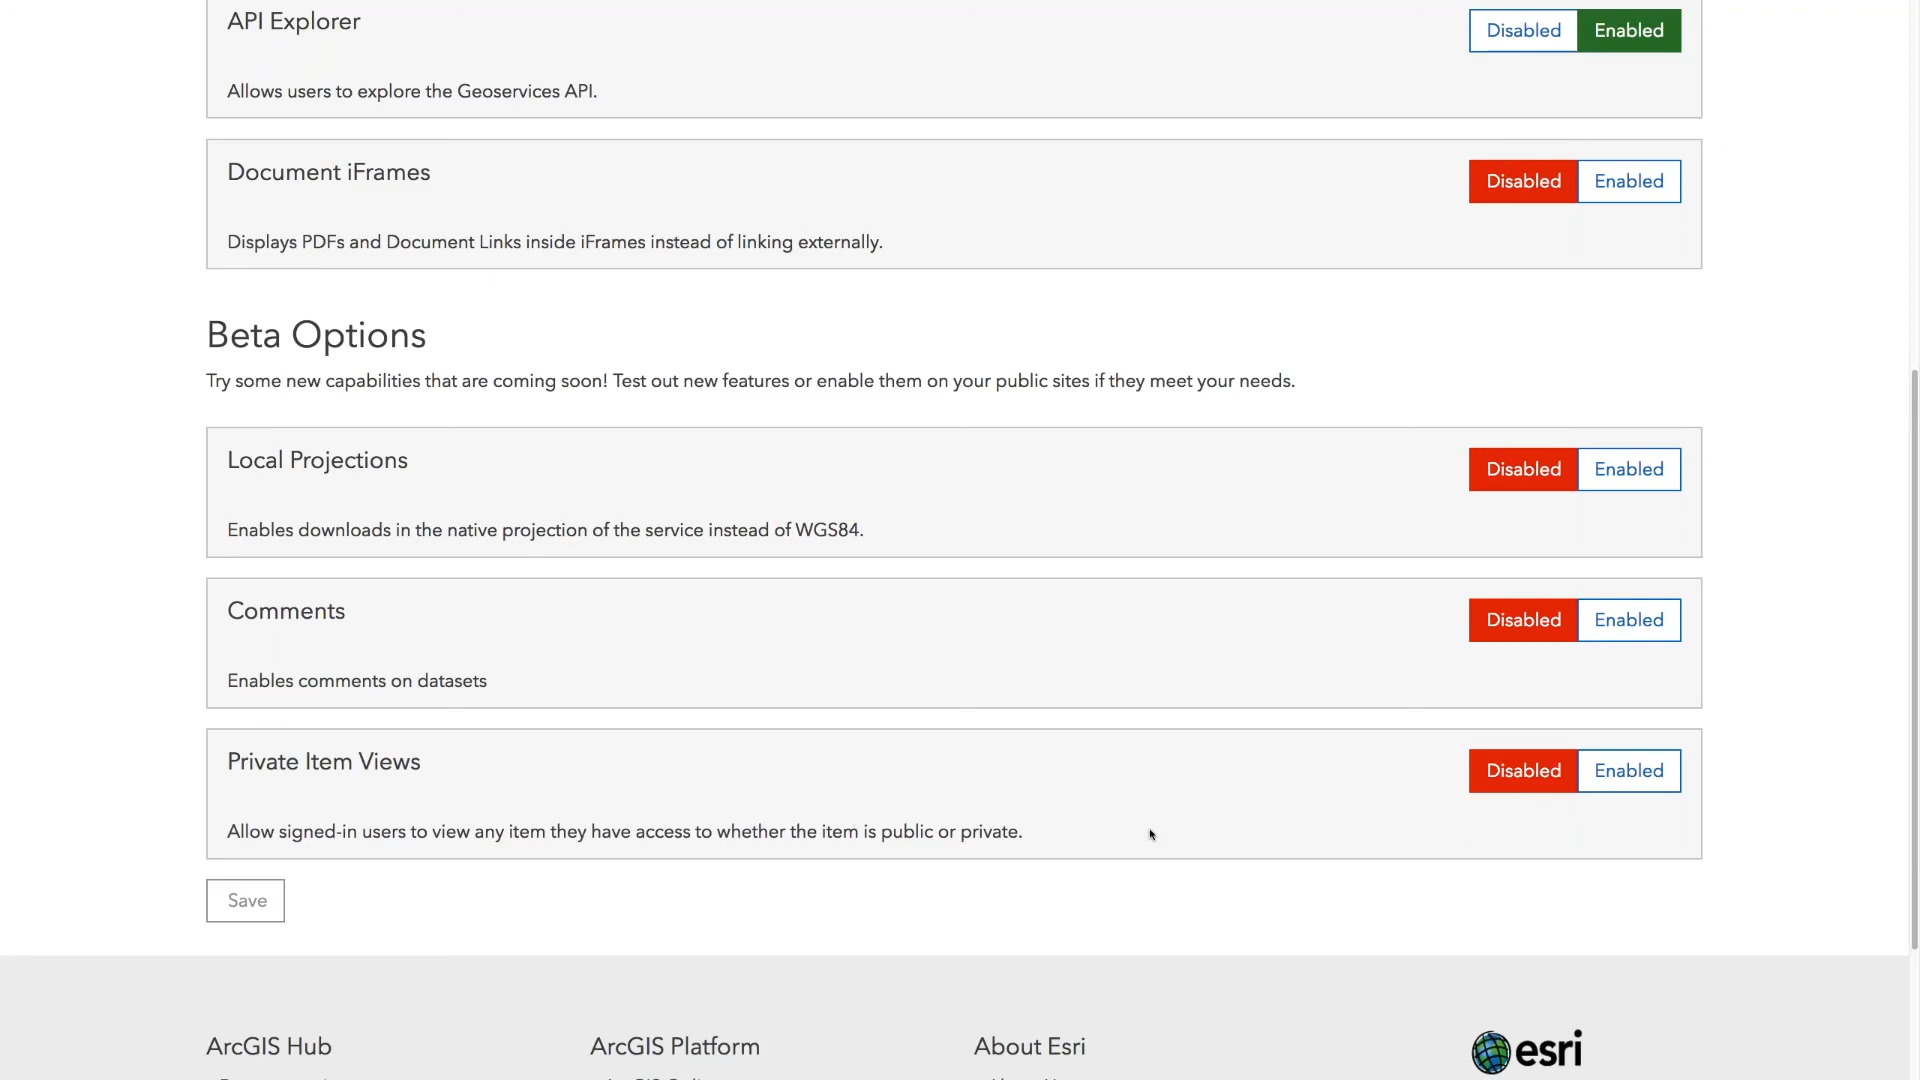 API Explorer
Disabled Enabled
Allows users to explore the Geoservices API.
Document iFrames
Disabled Enabled
Displays PDFs and Document Links inside iFrames instead of linking externally.
Beta Options
Try some new capabilities that are coming soon! Test out new features or enable them on your public sites if they meet your needs.
Local Projections
Disabled Enabled
Enables downloads in the native projection of the service instead of WGS84.
Comments
Disabled Enabled
Enables comments on datasets
Private Item Views
Disabled Enabled
Allow signed-in users to view any item they have access to whether the item is public or private.
Save
ArcGIS Hub
ArcGIS Platform
About Esri
esri